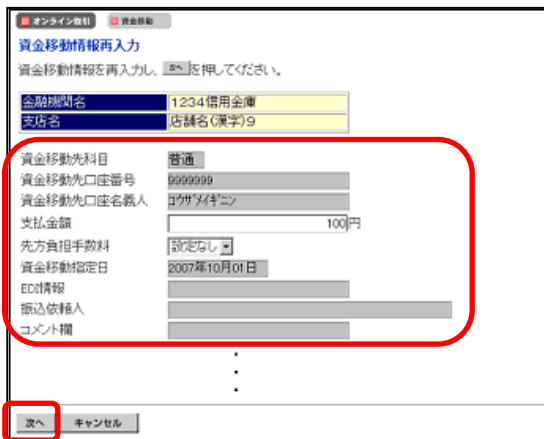 オンライン取引 資金移動
資金移動情報再入力
資金移動情報を再入力し、 次へ を押してください。
金融機関名 1234信用金庫
支店名 店舗名(漢字)9
資金移動先科目 普通
資金移動先口座番号 9999999
資金移動先口座名義人 コウザメイギニン
支払金額 100円
先方負担手数料 設定なし
資金移動指定日 2007年10月01日
EDI情報
振込依頼人
コメント欄
次へ キャンセル